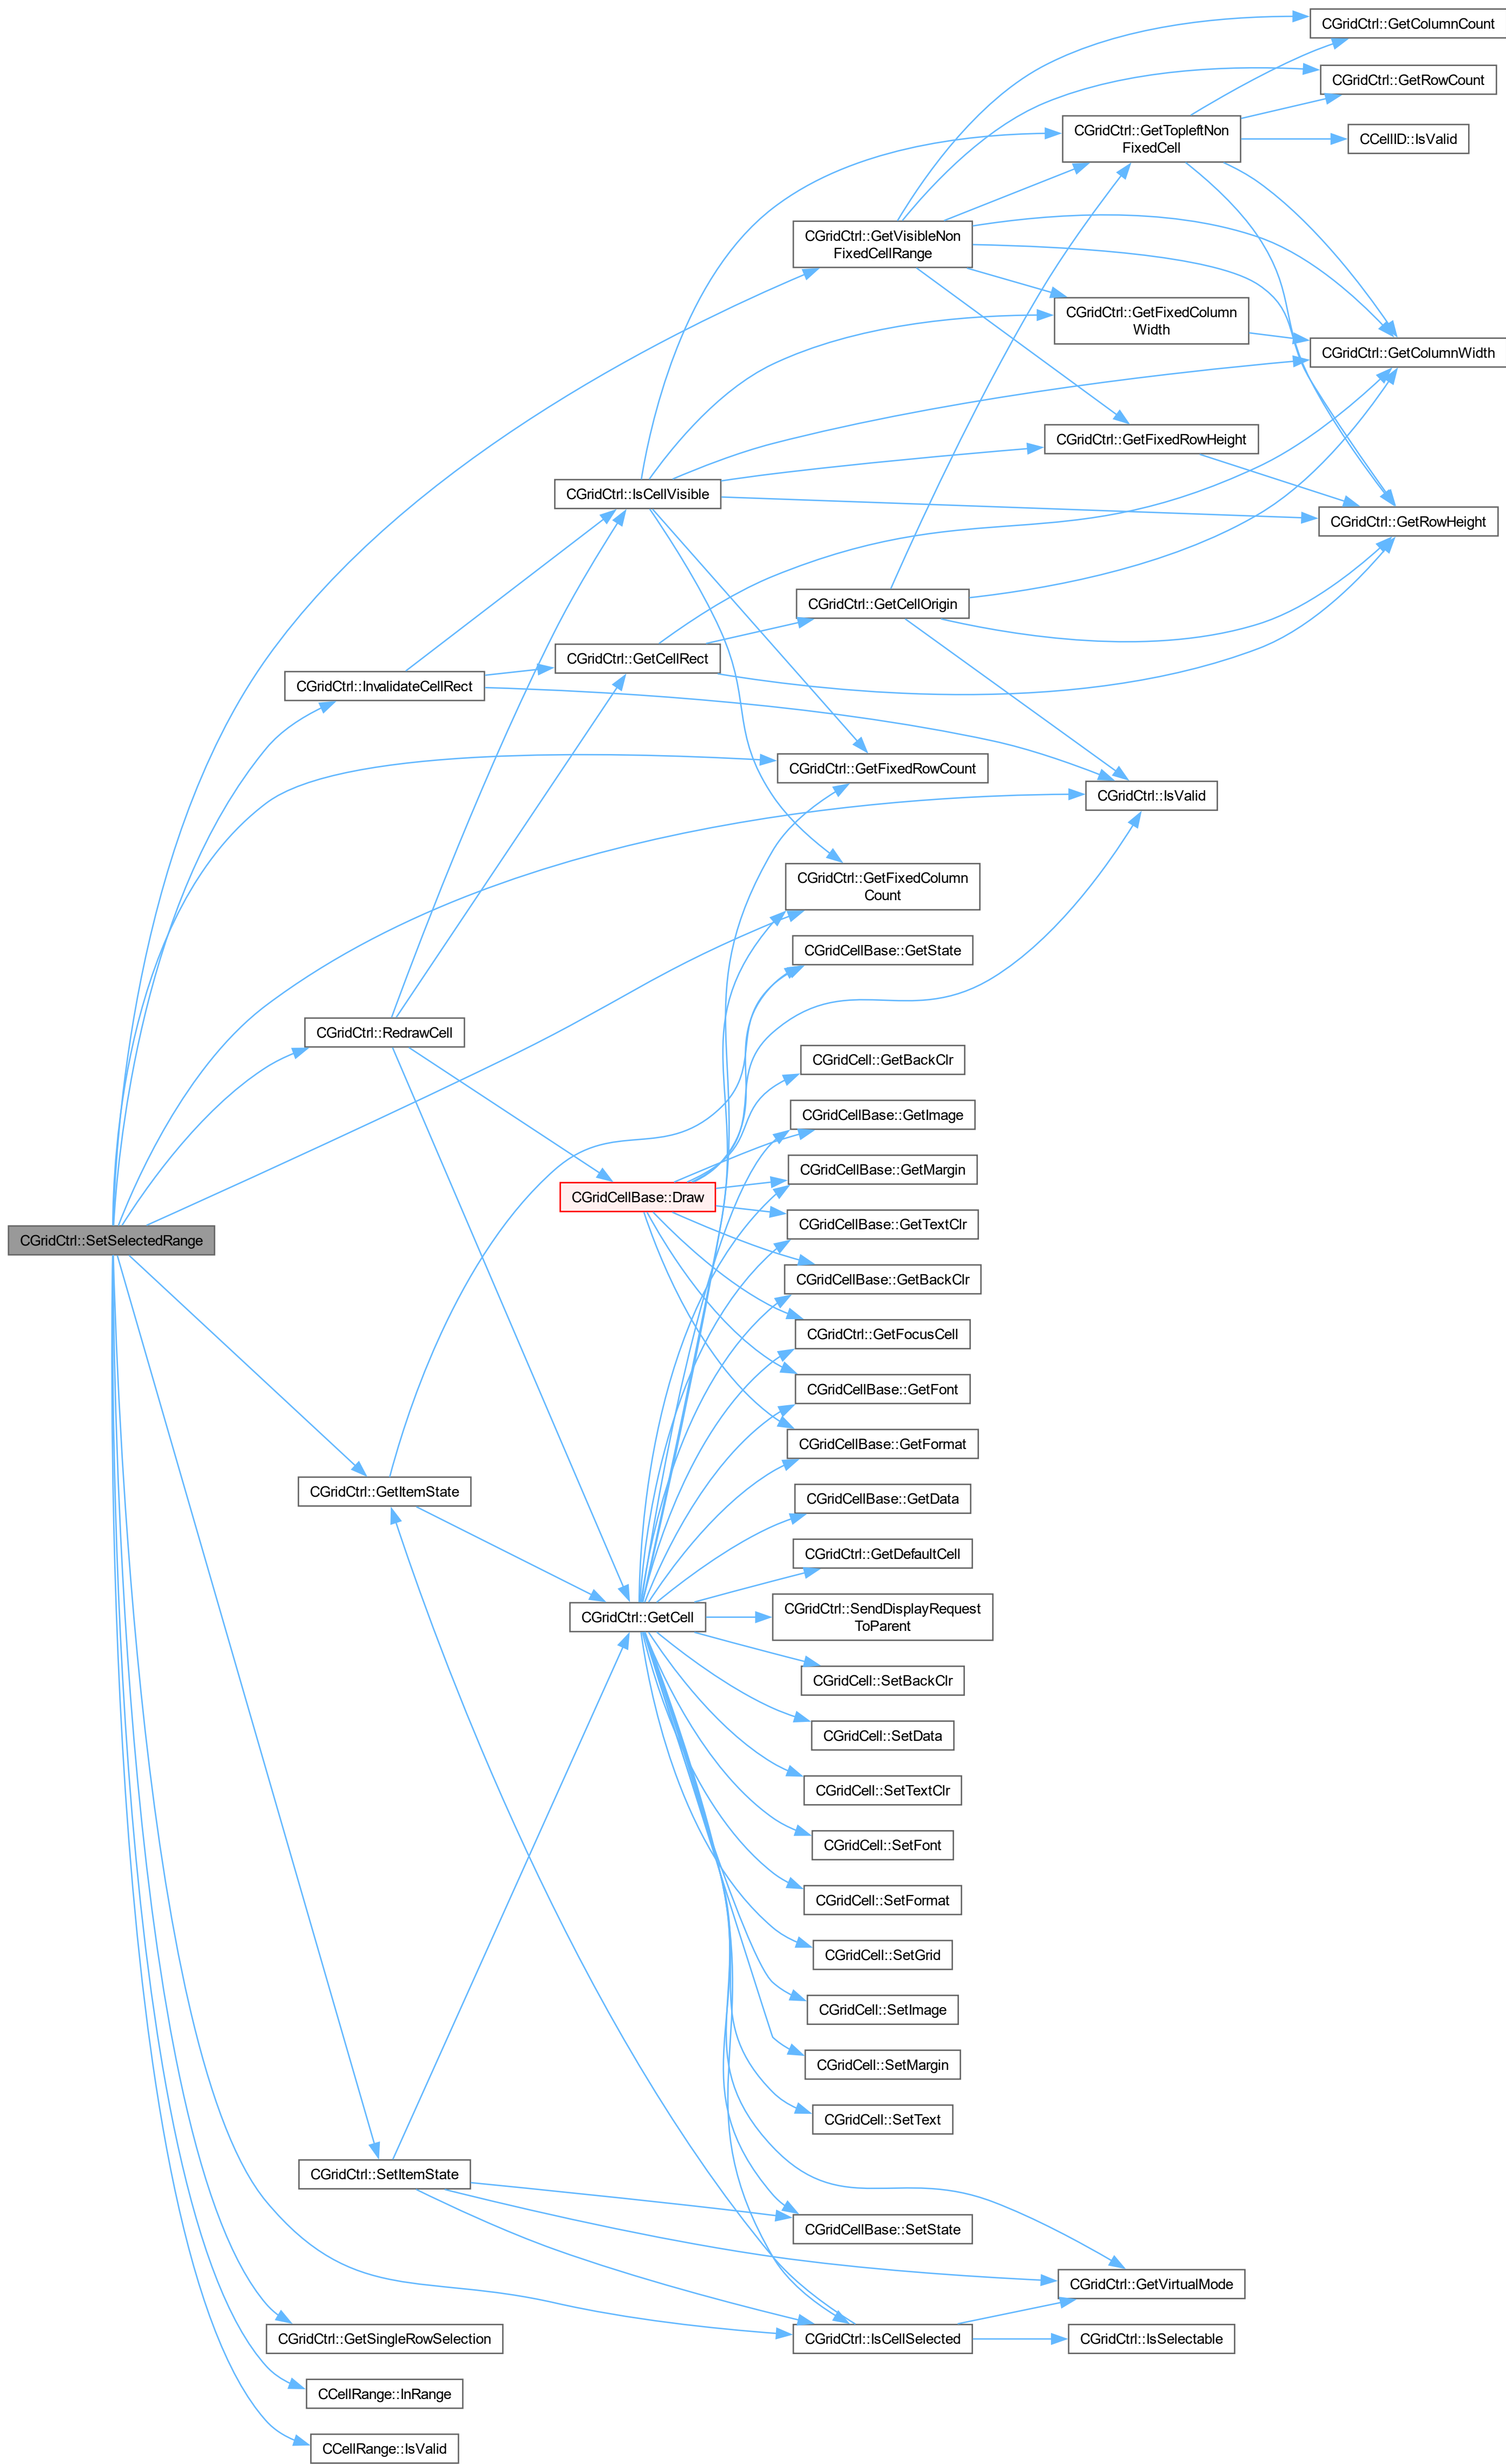 CGridCtrl::GetColumnCount
CGridCtrl::GetRowCount
CGridCtrl::GetTopleftNon
FixedCell
CCellID::IsValid
CGridCtrl::GetVisibleNon
FixedCellRange
CGridCtrl::GetFixedColumn
Width
CGridCtrl::GetColumnWidth
CGridCtrl::GetFixedRowHeight
CGridCtrl::IsCellVisible
CGridCtrl::GetRowHeight
CGridCtrl::GetCellOrigin
CGridCtrl::GetCellRect
CGridCtrl::InvalidateCellRect
CGridCtrl::GetFixedRowCount
CGridCtrl::IsValid
CGridCtrl::GetFixedColumn
Count
CGridCellBase::GetState
CGridCtrl::RedrawCell
CGridCell::GetBackClr
CGridCellBase::GetImage
CGridCellBase::GetMargin
CGridCellBase::Draw
CGridCellBase::GetTextClr
CGridCtrl::SetSelectedRange
CGridCellBase::GetBackClr
CGridCtrl::GetFocusCell
CGridCellBase::GetFont
CGridCellBase::GetFormat
CGridCtrl::GetItemState
CGridCellBase::GetData
CGridCtrl::GetDefaultCell
CGridCtrl::GetCell
CGridCtrl::SendDisplayRequest
ToParent
CGridCell::SetBackClr
CGridCell::SetData
CGridCell::SetTextClr
CGridCell::SetFont
CGridCell::SetFormat
CGridCell::SetGrid
CGridCell::SetImage
CGridCell::SetMargin
CGridCell::SetText
CGridCtrl::SetItemState
CGridCellBase::SetState
CGridCtrl::GetVirtualMode
CGridCtrl::GetSingleRowSelection
CGridCtrl::IsCellSelected
CGridCtrl::IsSelectable
CCellRange::InRange
CCellRange::IsValid